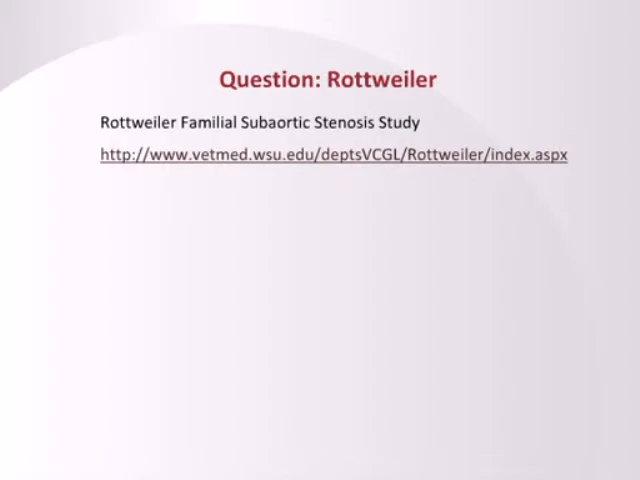 Question: Rottweiler
Rottweiler Familial Subaortic Stenosis Study
http://www.vetmed.wsu.edu/deptsVCGL/Rottweiler/index.aspx